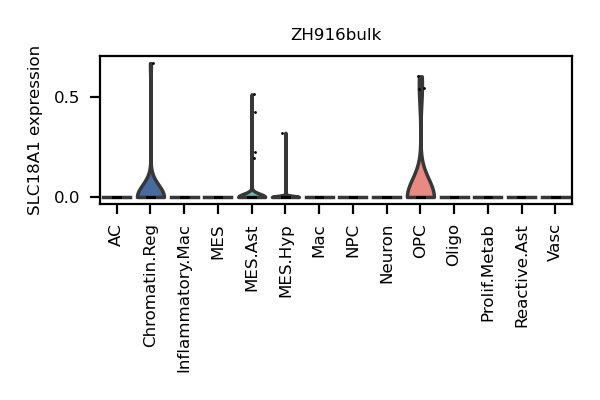 ZH916bulk
SLC18A1 expression
0.5
0.0
AC
Chromatin.Reg
Inflammatory.Mac
MES
MES.Ast
MES.Hyp
Mac
NPC
Neuron
OPC
Oligo
Prolif.Metab
Reactive.Ast
Vasc